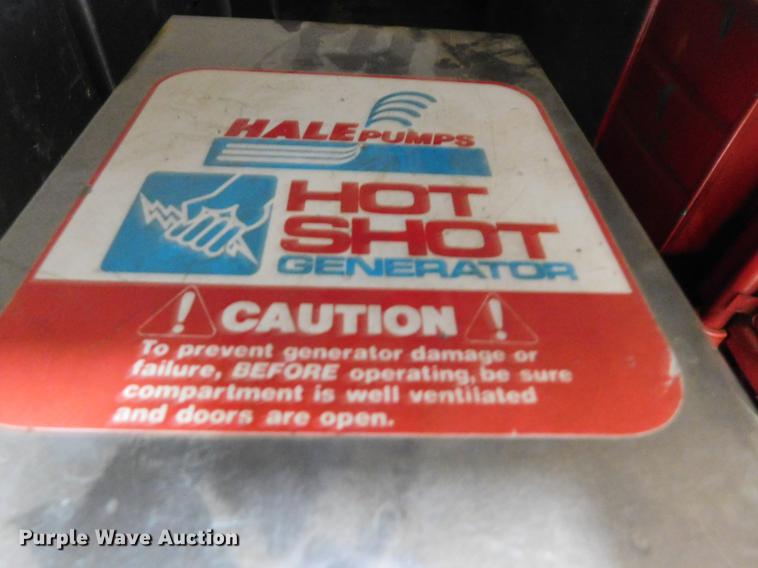 HALE PUMPS
HOT
SHOT
GENERATOR
! CAUTION !
To prevent generator damage or
failure, BEFORE operating, be sure
compartment is well ventilated
and doors are open.
Purple Wave Auction